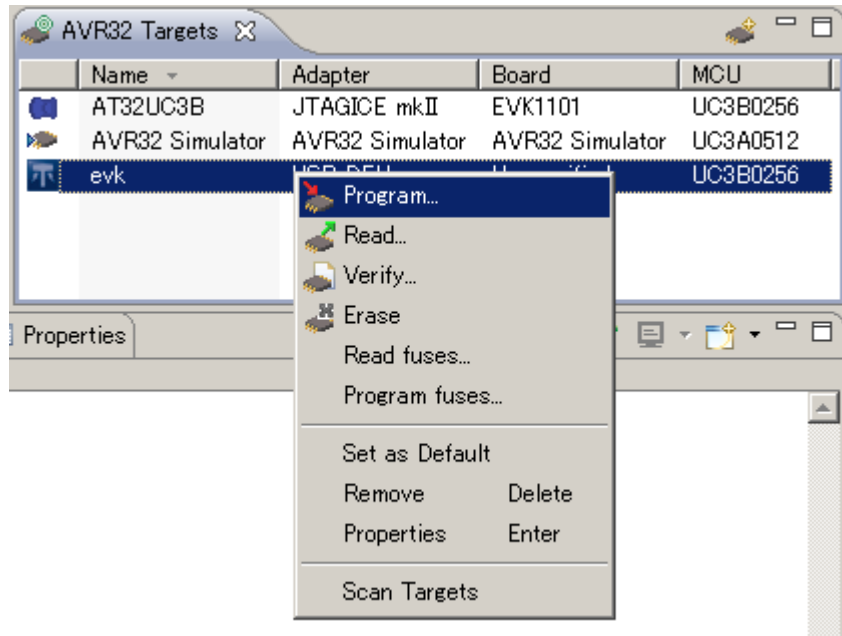 AVR32 Targets
Name Adapter Board MCU
AT32UC3B JTAGICE mkII EVK1101 UC3B0256
AVR32 Simulator AVR32 Simulator AVR32 Simulator UC3A0512
evk UC3B0256
Program...
Read...
Verify...
Erase
Properties
Read fuses...
Program fuses...
Set as Default
Remove Delete
Properties Enter
Scan Targets